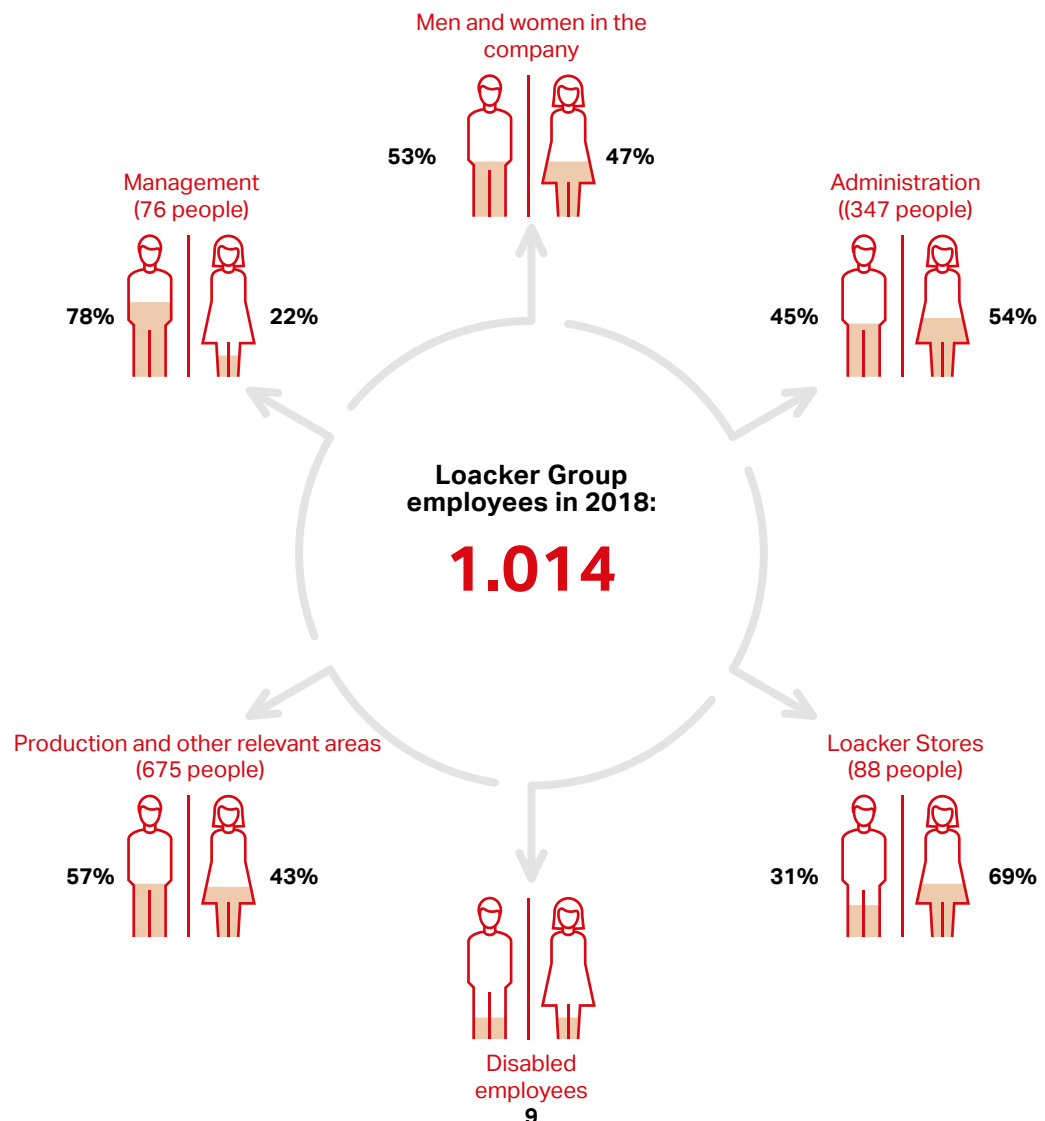 Men and women in the
company
53%
47%
Management
(76 people)
78%
22%
Administration
((347 people)
45%
54%
Loacker Group
employees in 2018:
1.014
Production and other relevant areas
(675 people)
57%
43%
Loacker Stores
(88 people)
31%
69%
Disabled
employees
9